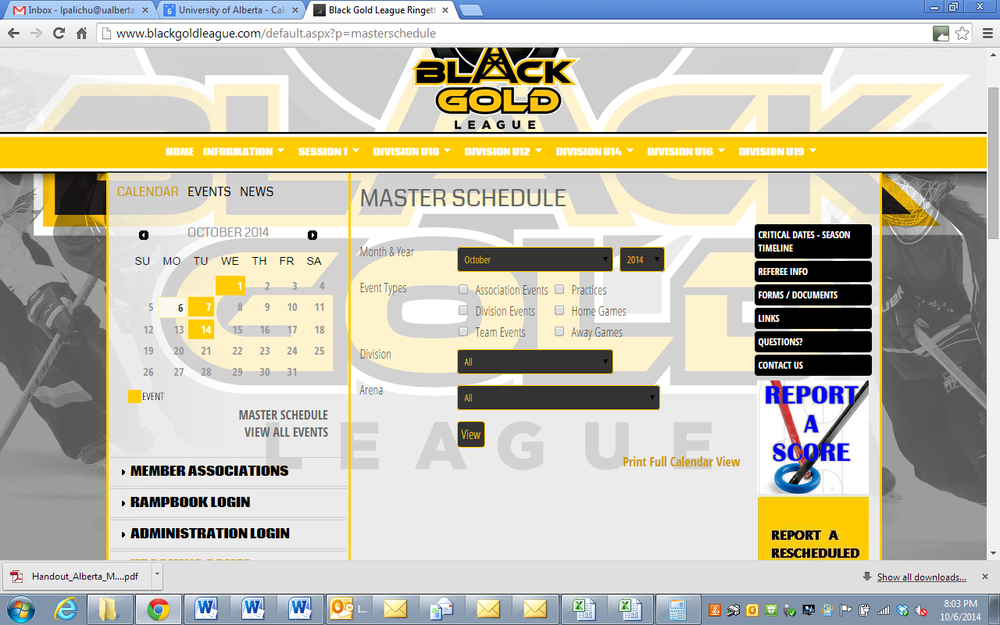 Inbox - lpalichu@ualberta
University of Alberta - Cale
Black Gold League Ringett
www.blackgoldleague.com/default.aspx?p=masterschedule
BLACK
GOLD
LEAGUE
HOME INFORMATION SESSION 1 DIVISION U10 DIVISION U12 DIVISION U14 DIVISION U16 DIVISION U19
CALENDAR EVENTS NEWS
OCTOBER 2014
SU MO TU WE TH FR SA
1 2 3 4
5 6 7 8 9 10 11
12 13 14 15 16 17 18
19 20 21 22 23 24 25
26 27 28 29 30 31
EVENT
MASTER SCHEDULE
VIEW ALL EVENTS
MEMBER ASSOCIATIONS
RAMPBOOK LOGIN
ADMINISTRATION LOGIN
MASTER SCHEDULE
Month & Year October 2014
Event Types Association Events Practices
Division Events Home Games
Team Events Away Games
Division All
Arena All
View
Print Full Calendar View
CRITICAL DATES - SEASON
TIMELINE
REFEREE INFO
FORMS / DOCUMENTS
LINKS
QUESTIONS?
CONTACT US
REPORT
A
SCORE
REPORT A
RESCHEDULED
BLACK
GOLD
LEAGUE
Handout_Alberta_M....pdf
Show all downloads...
I...
8:03 PM
10/6/2014